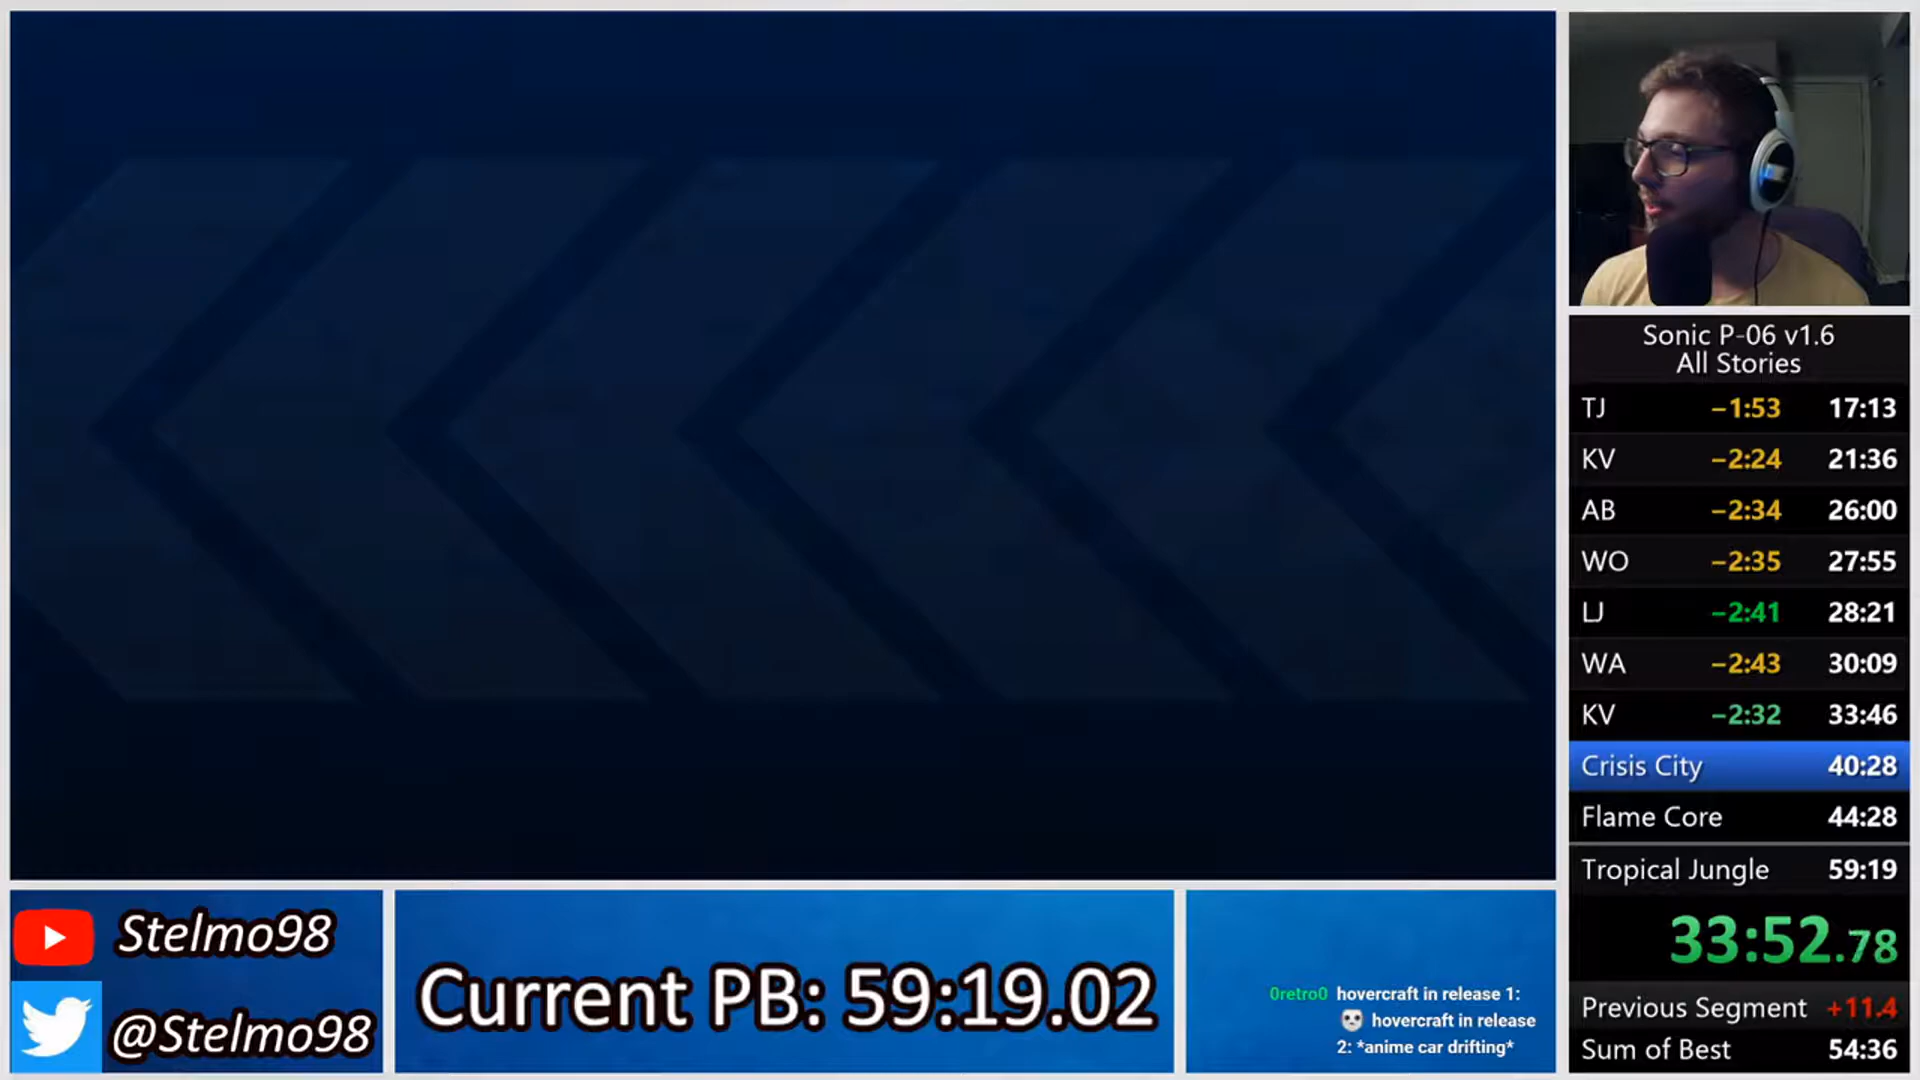 Sonic P-06 v1.6
All Stories
TJ −1:53 17:13
KV −2:24 21:36
AB −2:34 26:00
WO −2:35 27:55
LJ −2:41 28:21
WA −2:43 30:09
KV −2:32 33:46
Crisis City 40:28
Flame Core 44:28
Tropical Jungle 59:19
33:52.78
Previous Segment +11.4
Sum of Best 54:36
Stelmo98
@Stelmo98
Current PB: 59:19.02
0retro0 hovercraft in release 1:
hovercraft in release
2: *anime car drifting*